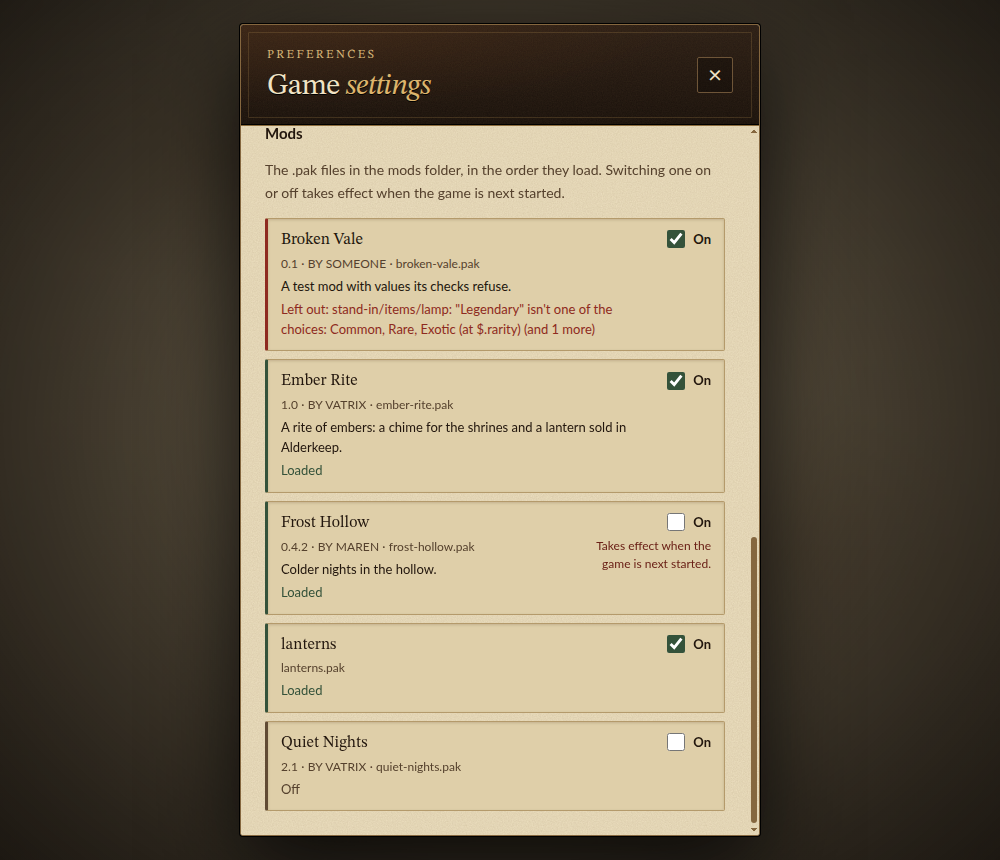 PREFERENCES
Game settings
×
Mods
The .pak files in the mods folder, in the order they load. Switching one on
or off takes effect when the game is next started.
Broken Vale
On
0.1 · BY SOMEONE · broken-vale.pak
A test mod with values its checks refuse.
Left out: stand-in/items/lamp: "Legendary" isn't one of the
choices: Common, Rare, Exotic (at $.rarity) (and 1 more)
Ember Rite
On
1.0 · BY VATRIX · ember-rite.pak
A rite of embers: a chime for the shrines and a lantern sold in
Alderkeep.
Loaded
Frost Hollow
On
0.4.2 · BY MAREN · frost-hollow.pak
Takes effect when the
game is next started.
Colder nights in the hollow.
Loaded
lanterns
On
lanterns.pak
Loaded
Quiet Nights
On
2.1 · BY VATRIX · quiet-nights.pak
Off